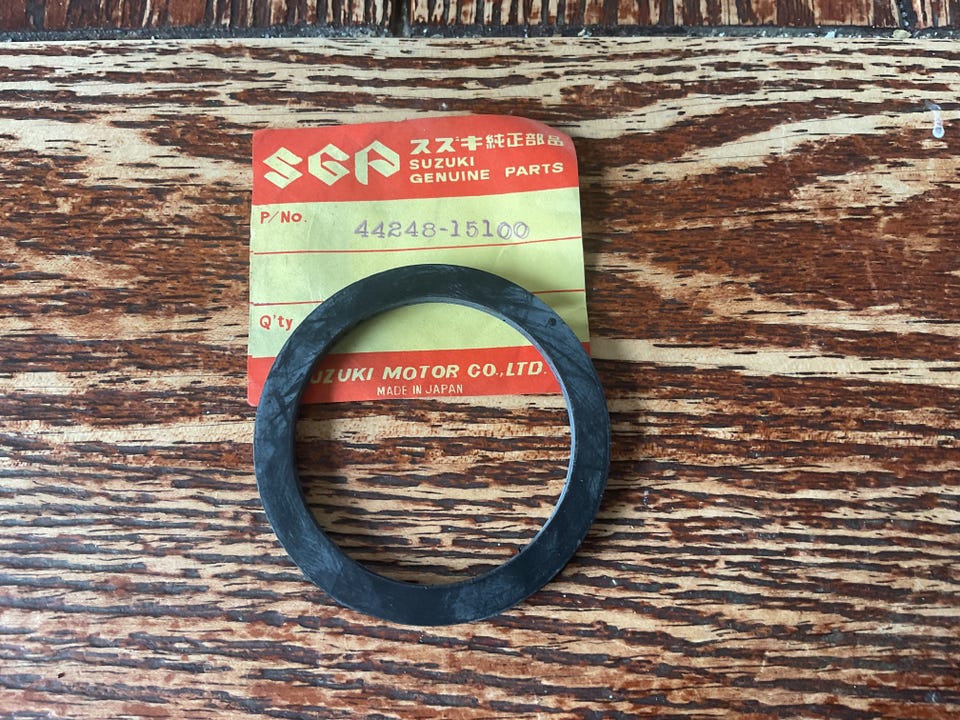 SGP スズキ純正部品
SUZUKI
GENUINE PARTS
P/No.
44248-15100
Q'ty
UZUKI MOTOR CO.,LTD.
MADE IN JAPAN